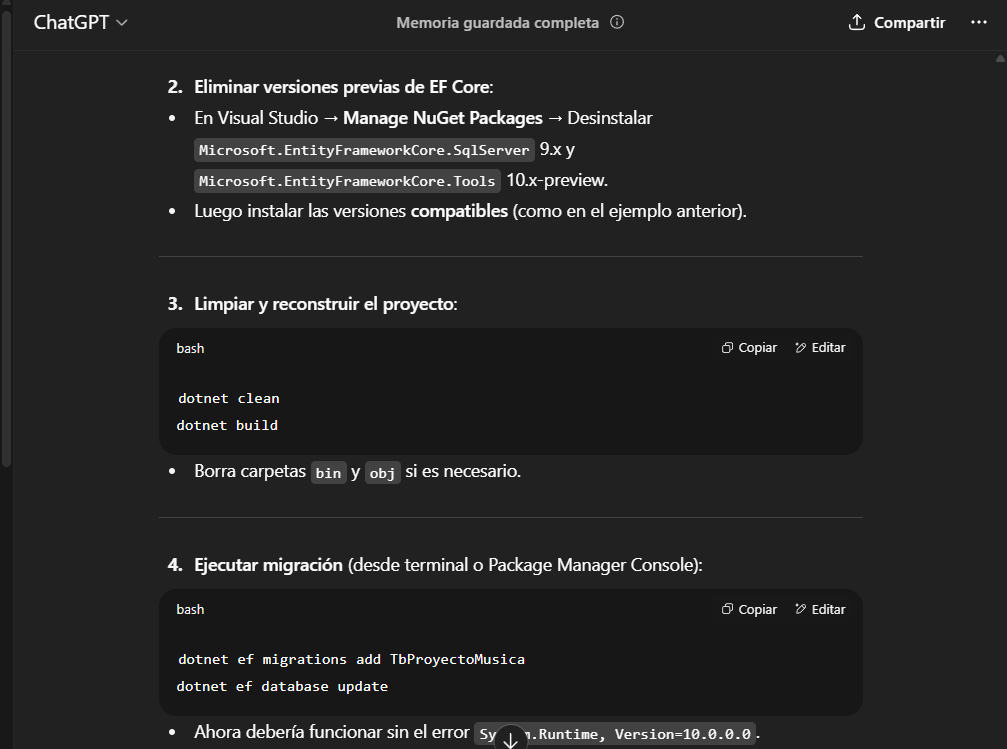 ChatGPT
Memoria guardada completa
Compartir
2. Eliminar versiones previas de EF Core:
• En Visual Studio → Manage NuGet Packages → Desinstalar
Microsoft.EntityFrameworkCore.SqlServer 9.x y
Microsoft.EntityFrameworkCore.Tools 10.x-preview.
• Luego instalar las versiones compatibles (como en el ejemplo anterior).
3. Limpiar y reconstruir el proyecto:
bash
Copiar
Editar
dotnet clean
dotnet build
• Borra carpetas bin y obj si es necesario.
4. Ejecutar migración (desde terminal o Package Manager Console):
bash
Copiar
Editar
dotnet ef migrations add TbProyectoMusica
dotnet ef database update
• Ahora debería funcionar sin el error Version=10.0.0.0.